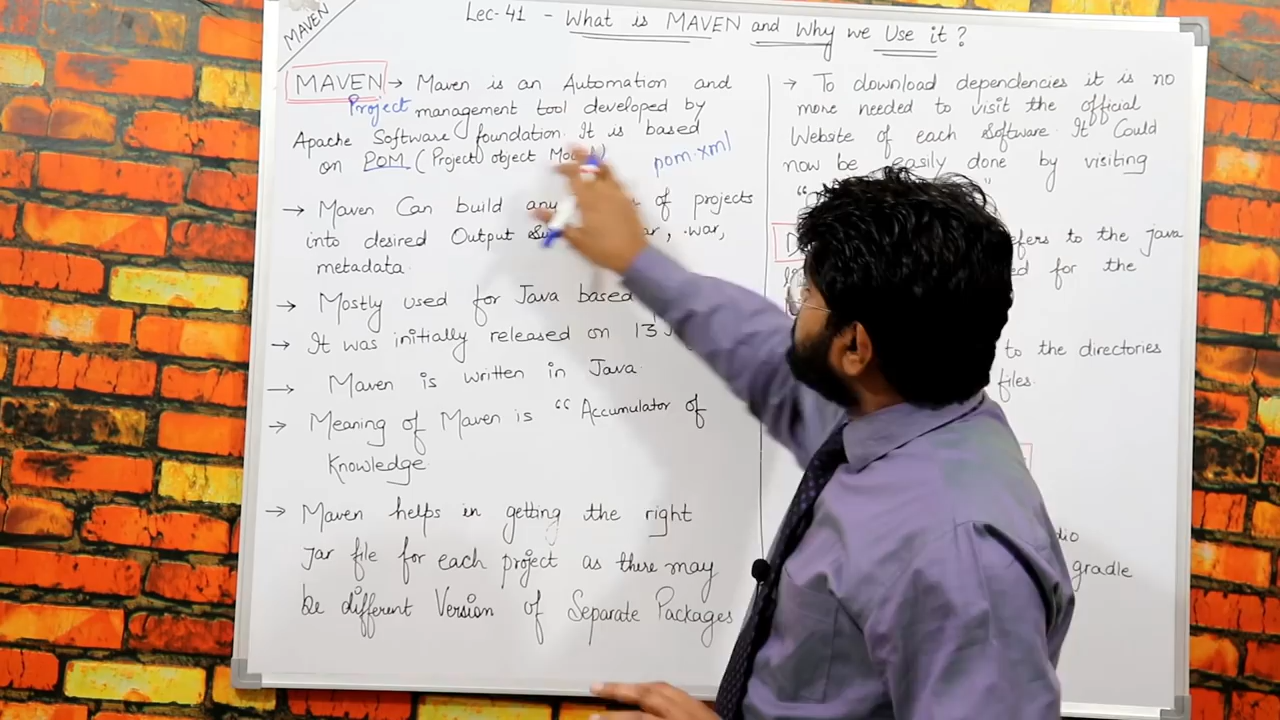 MAVEN
Lec-41 - What is MAVEN and Why we Use it?
MAVEN → Maven is an Automation and
Project management tool developed by
Apache Software foundation. It is based
on POM (Project object Model)
pom.xml
→ Maven Can build any of projects
into desired Output , .war,
metadata.
→ Mostly used for Java based
→ It was initially released on 13
→ Maven is written in Java.
→ Meaning of Maven is “Accumulator of
Knowledge
→ Maven helps in getting the right
Jar file for each project as there may
be different Version of Separate Packages
→ To download dependencies it is no
more needed to visit the official
Website of each Software. It Could
now be easily done by visiting
to the Java
for the
to the directories
files.
gradle